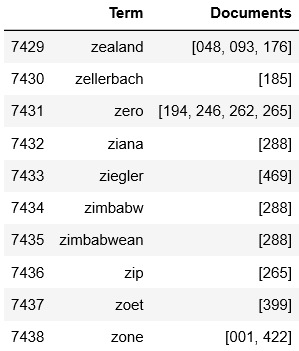 Term Documents
7429 zealand [048, 093, 176]
7430 zellerbach [185]
7431 zero [194, 246, 262, 265]
7432 ziana [288]
7433 ziegler [469]
7434 zimbabw [288]
7435 zimbabwean [288]
7436 zip [265]
7437 zoet [399]
7438 zone [001, 422]